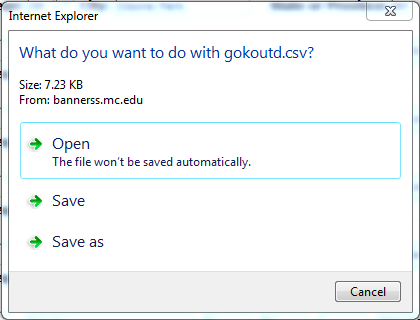 Internet Explorer
What do you want to do with gokoutd.csv?
Size: 7.23 KB
From: bannerss.mc.edu
Open
The file won't be saved automatically.
Save
Save as
Cancel